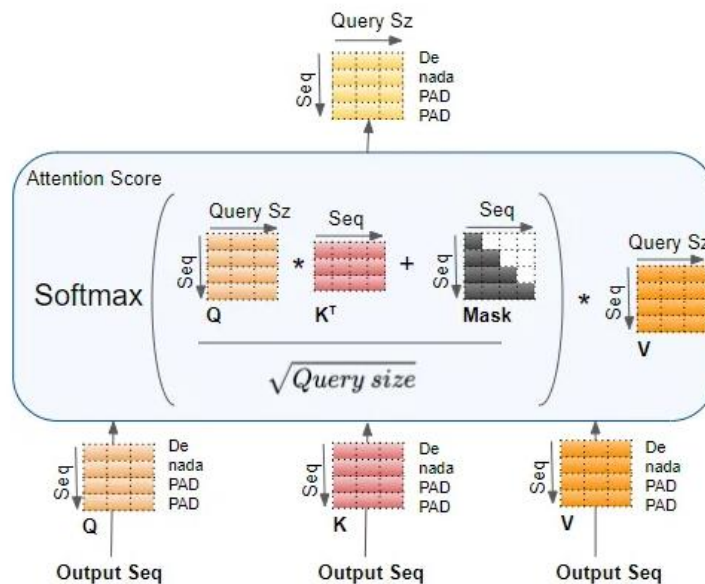 Query Sz
Seq
De
nada
PAD
PAD
Attention Score
Query Sz
Seq
Seq
Query Sz
Seq
Softmax
*
+
*
Seq
Seq
Q
K^T
Mask
V
√Query size
Seq
De
nada
PAD
PAD
Q
Seq
De
nada
PAD
PAD
K
Seq
De
nada
PAD
PAD
V
Output Seq
Output Seq
Output Seq